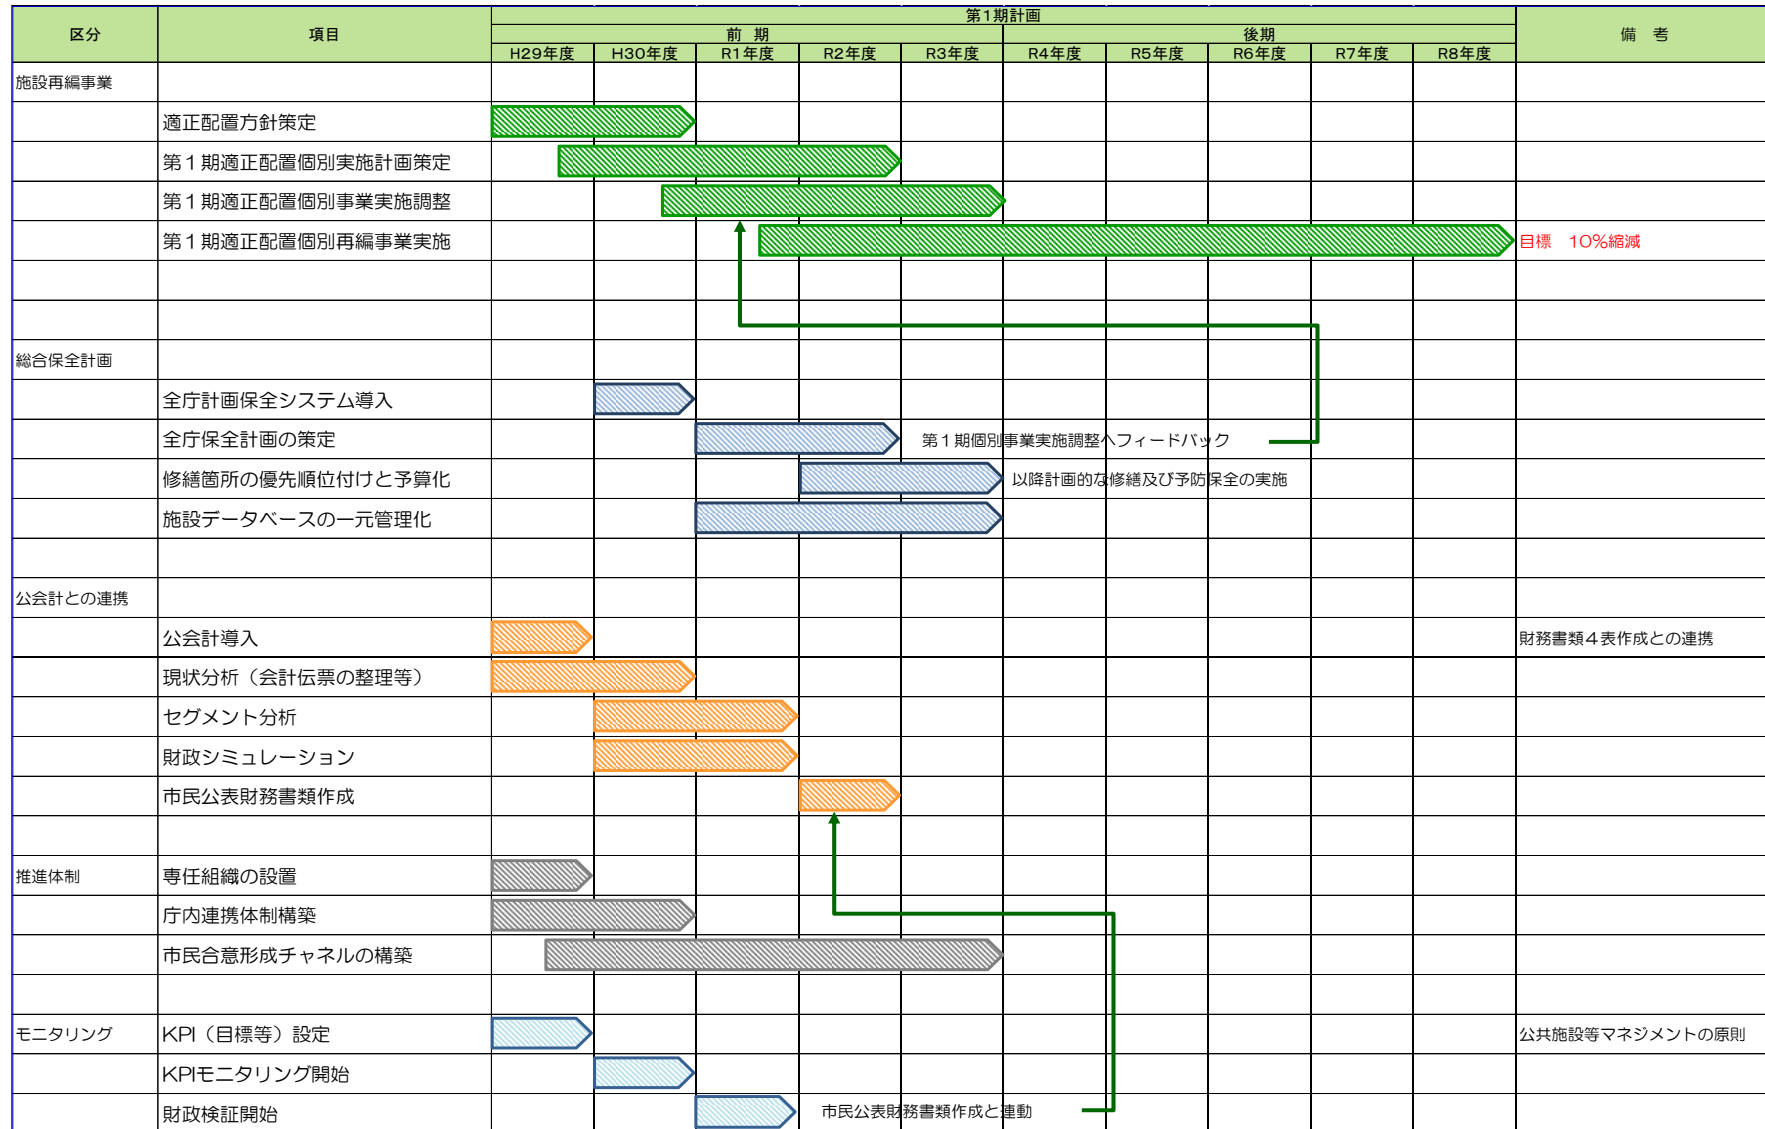 区分 項目 第1期計画 備　考
前　期 後期
H29年度 H30年度 R1年度 R2年度 R3年度 R4年度 R5年度 R6年度 R7年度 R8年度
施設再編事業
適正配置方針策定
第１期適正配置個別実施計画策定
第１期適正配置個別事業実施調整
第１期適正配置個別再編事業実施 目標　10%縮減
総合保全計画
全庁計画保全システム導入
全庁保全計画の策定 第１期個別事業実施調整へフィードバック
修繕箇所の優先順位付けと予算化 以降計画的な修繕及び予防保全の実施
施設データベースの一元管理化
公会計との連携
公会計導入 財務書類４表作成との連携
現状分析（会計伝票の整理等）
セグメント分析
財政シミュレーション
市民公表財務書類作成
推進体制 専任組織の設置
庁内連携体制構築
市民合意形成チャネルの構築
モニタリング KPI（目標等）設定 公共施設等マネジメントの原則
KPIモニタリング開始
財政検証開始 市民公表財務書類作成と連動